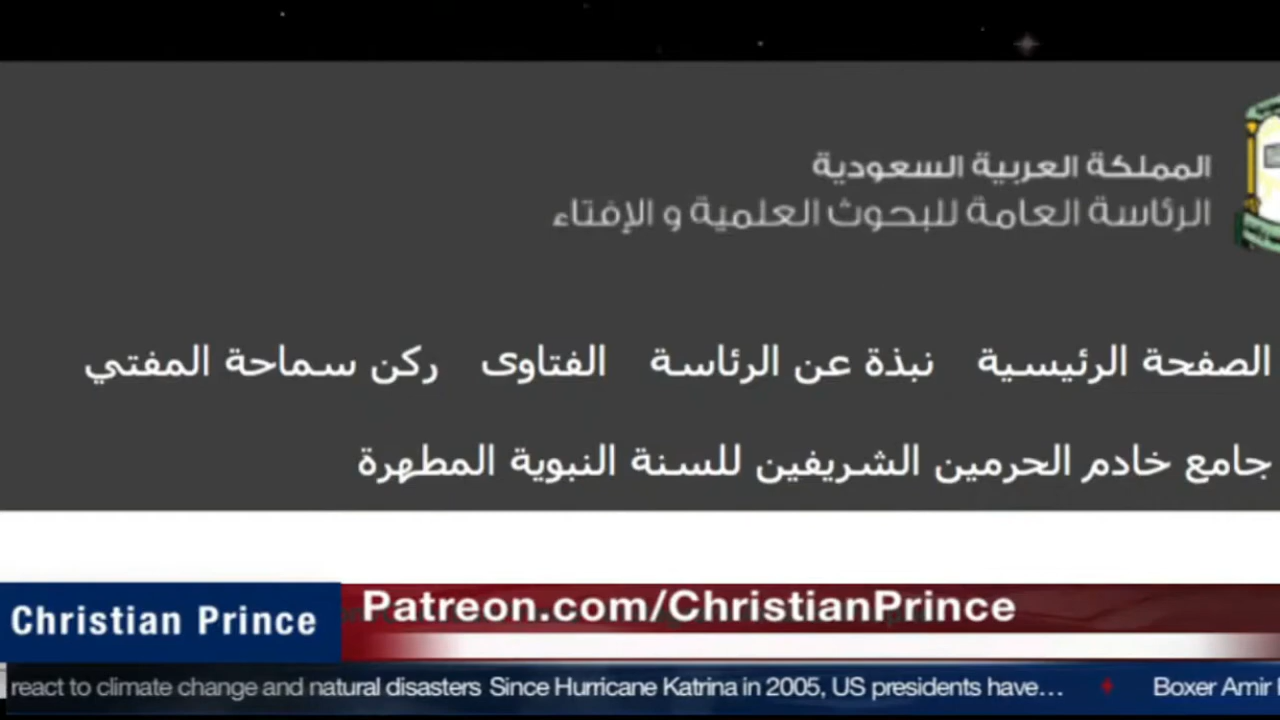 المملكة العربية السعودية
الرئاسة العامة للبحوث العلمية و الإفتاء
الصفحة الرئيسية نبذة عن الرئاسة الفتاوى ركن سماحة المفتي
جامع خادم الحرمين الشريفين للسنة النبوية المطهرة
Christian Prince
Patreon.com/ChristianPrince
react to climate change and natural disasters Since Hurricane Katrina in 2005, US presidents have... Boxer Amir